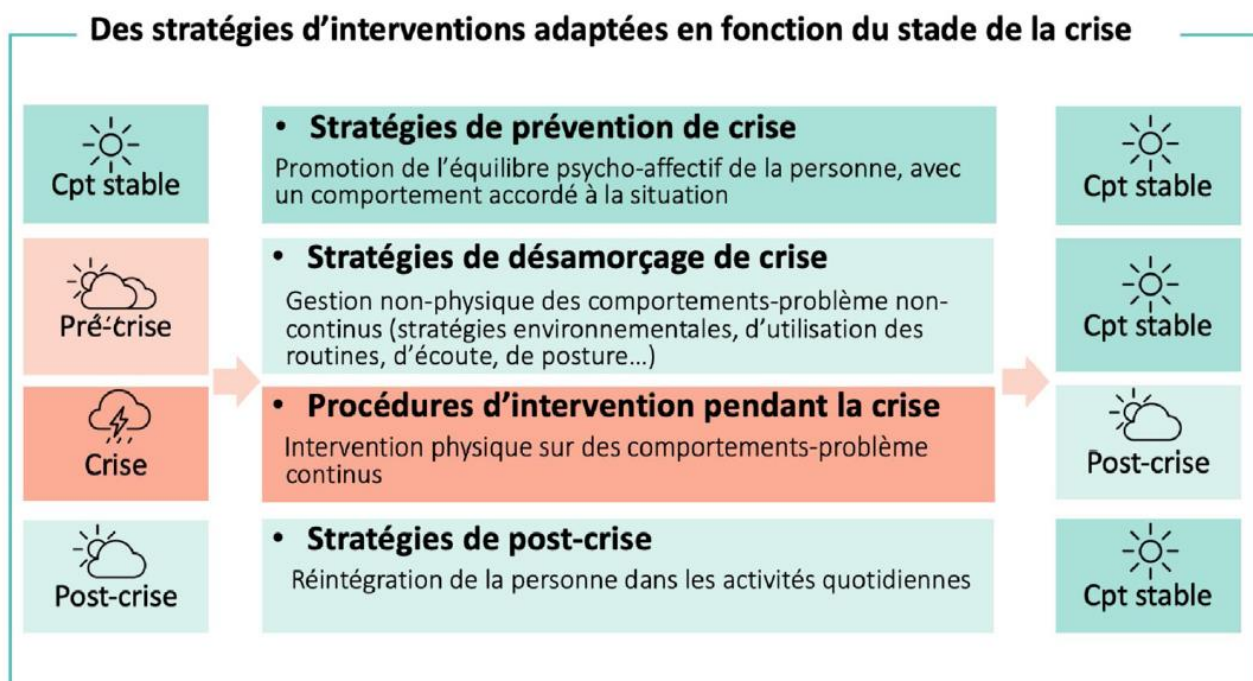 Des stratégies d’interventions adaptées en fonction du stade de la crise
Cpt stable
• Stratégies de prévention de crise
Promotion de l’équilibre psycho-affectif de la personne, avec
un comportement accordé à la situation
Cpt stable
Pré-crise
• Stratégies de désamorçage de crise
Gestion non-physique des comportements-problème non-
continus (stratégies environnementales, d’utilisation des
routines, d’écoute, de posture…)
Cpt stable
Crise
• Procédures d’intervention pendant la crise
Intervention physique sur des comportements-problème
continus
Post-crise
Post-crise
• Stratégies de post-crise
Réintégration de la personne dans les activités quotidiennes
Cpt stable